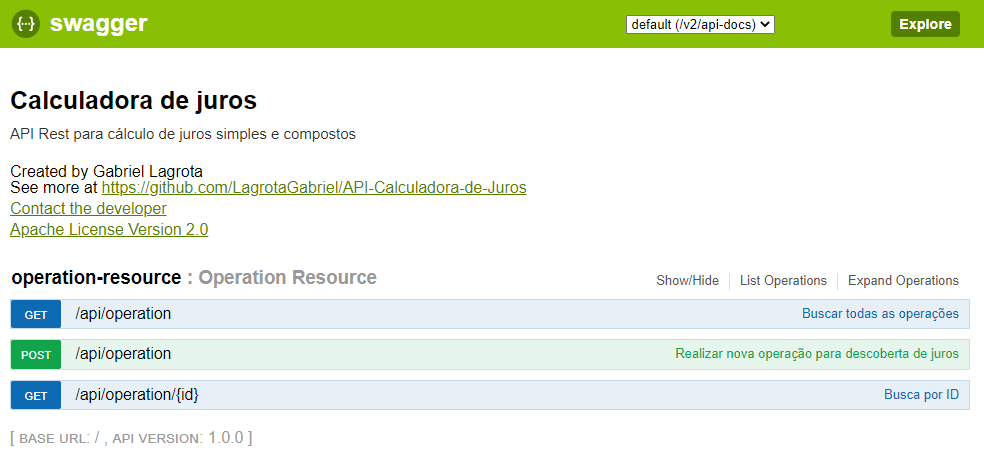 {···} swagger default (/v2/api-docs) Explore
Calculadora de juros
API Rest para cálculo de juros simples e compostos
Created by Gabriel Lagrota
See more at https://github.com/LagrotaGabriel/API-Calculadora-de-Juros
Contact the developer
Apache License Version 2.0
operation-resource : Operation Resource Show/Hide List Operations Expand Operations
GET /api/operation Buscar todas as operações
POST /api/operation Realizar nova operação para descoberta de juros
GET /api/operation/{id} Busca por ID
[ BASE URL: / , API VERSION: 1.0.0 ]